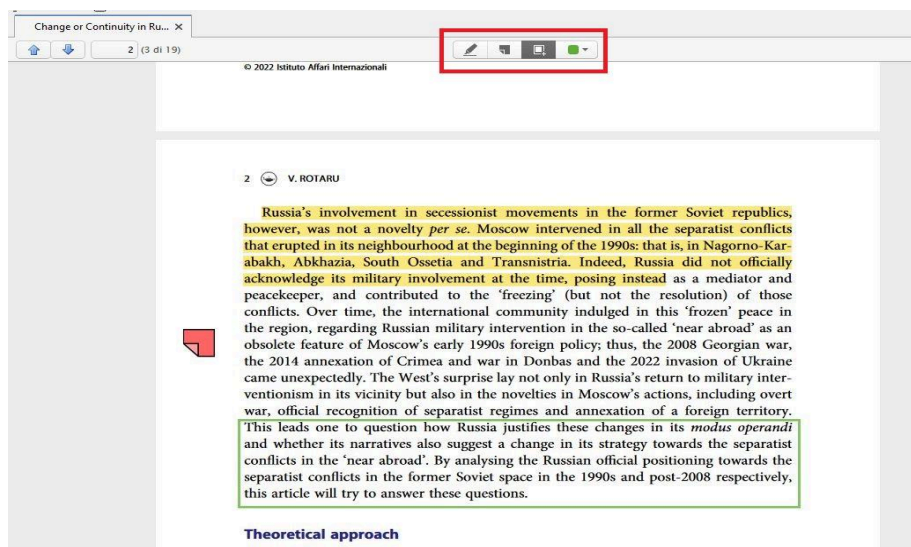 Change or Continuity in Ru... ×
2 (3 di 19)
© 2022 Istituto Affari Internazionali
2 V. ROTARU
Russia's involvement in secessionist movements in the former Soviet republics,
however, was not a novelty per se. Moscow intervened in all the separatist conflicts
that erupted in its neighbourhood at the beginning of the 1990s: that is, in Nagorno-Kar-
abakh, Abkhazia, South Ossetia and Transnistria. Indeed, Russia did not officially
acknowledge its military involvement at the time, posing instead as a mediator and
peacekeeper, and contributed to the ‘freezing’ (but not the resolution) of those
conflicts. Over time, the international community indulged in this ‘frozen’ peace in
the region, regarding Russian military intervention in the so-called ‘near abroad’ as an
obsolete feature of Moscow's early 1990s foreign policy; thus, the 2008 Georgian war,
the 2014 annexation of Crimea and war in Donbas and the 2022 invasion of Ukraine
came unexpectedly. The West's surprise lay not only in Russia's return to military inter-
ventionism in its vicinity but also in the novelties in Moscow's actions, including overt
war, official recognition of separatist regimes and annexation of a foreign territory.
This leads one to question how Russia justifies these changes in its modus operandi
and whether its narratives also suggest a change in its strategy towards the separatist
conflicts in the ‘near abroad’. By analysing the Russian official positioning towards the
separatist conflicts in the former Soviet space in the 1990s and post-2008 respectively,
this article will try to answer these questions.
Theoretical approach